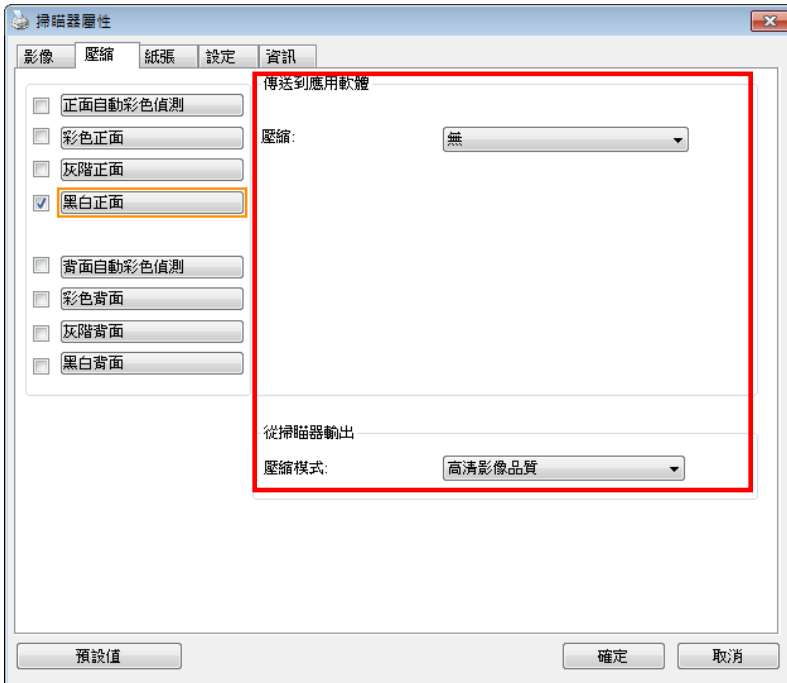 掃瞄器屬性
影像 壓縮 紙張 設定 資訊
正面自動彩色偵測
彩色正面
灰階正面
黑白正面
背面自動彩色偵測
彩色背面
灰階背面
黑白背面
傳送到應用軟體
壓縮: 無
從掃瞄器輸出
壓縮模式: 高清影像品質
預設值 確定 取消